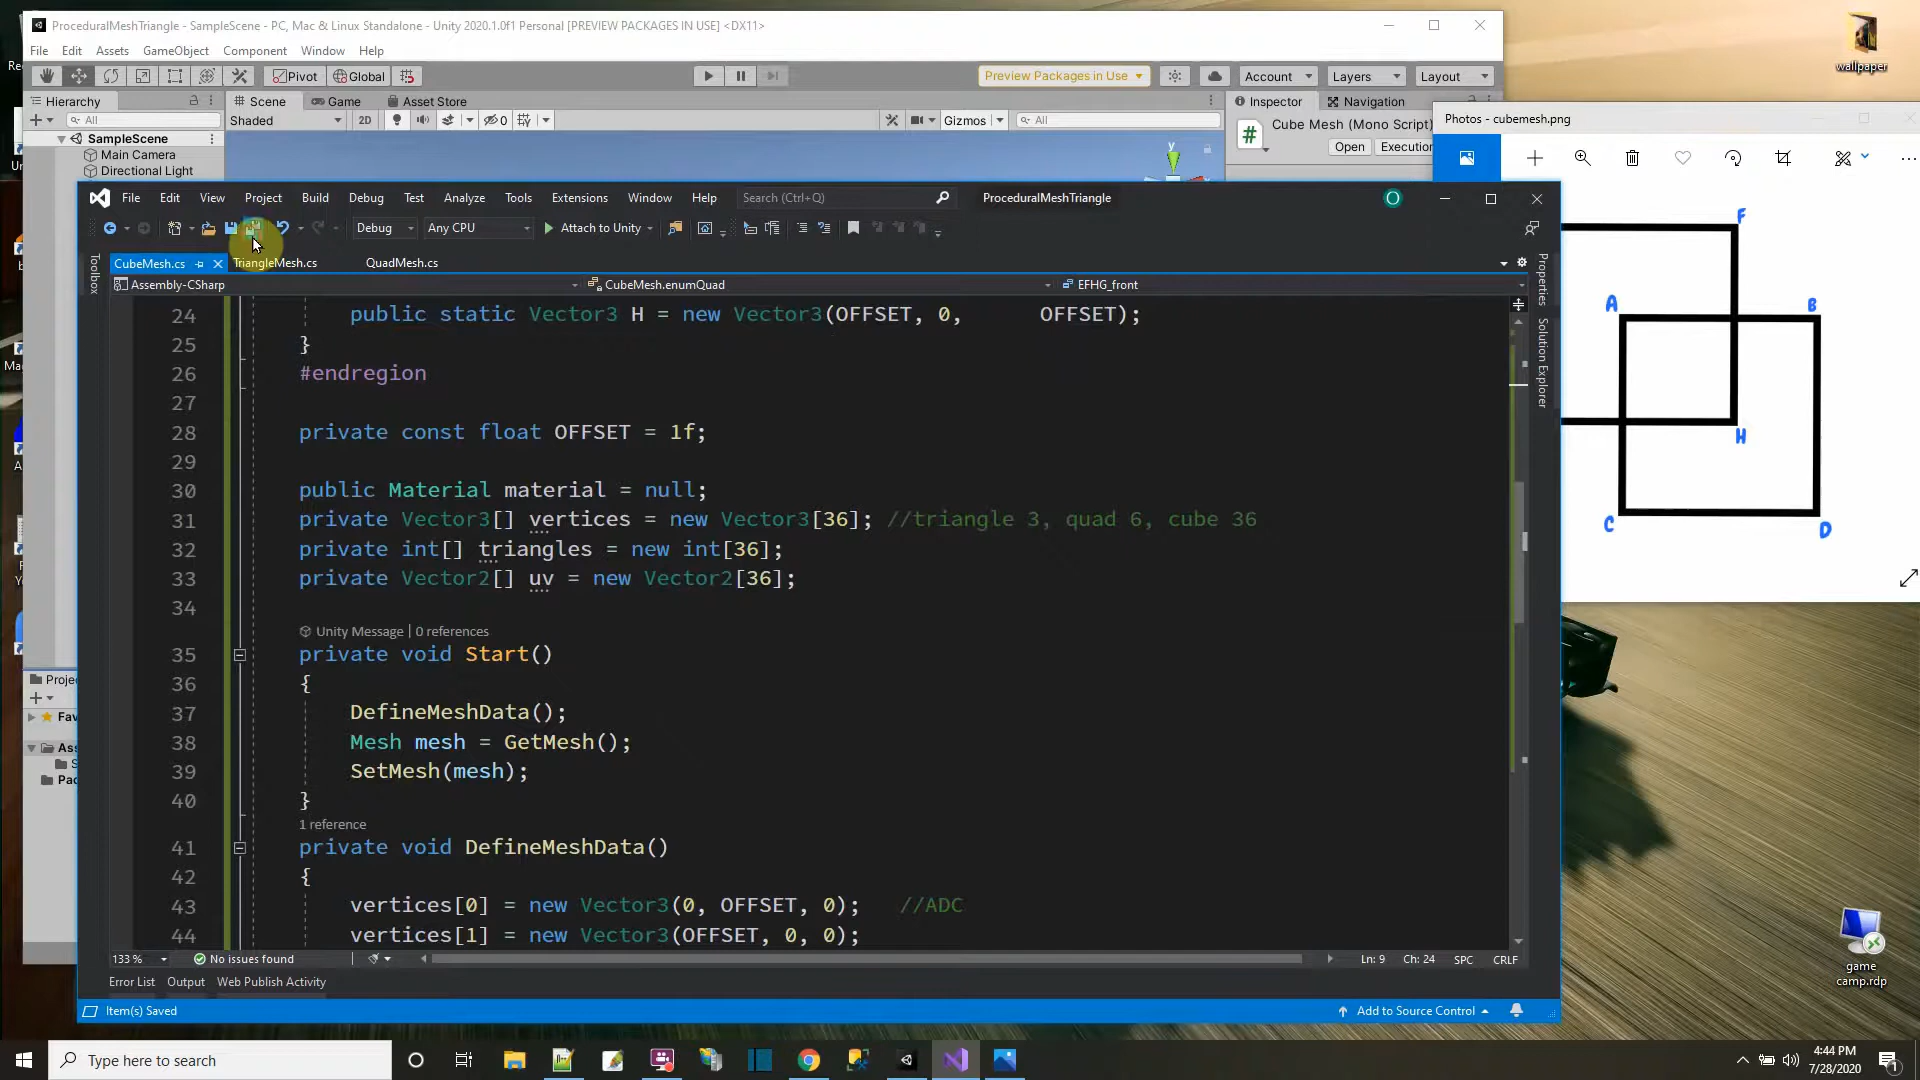 ProceduralMeshTriangle - SampleScene - PC, Mac & Linux Standalone - Unity 2020.1.0f1 Personal [PREVIEW PACKAGES IN USE] <DX11>
File Edit Assets GameObject Component Window Help
Pivot Global Preview Packages in Use Account Layers Layout
wallpaper
Hierarchy Scene Game Asset Store Inspector Navigation
All Shaded 2D 0 Gizmos All
SampleScene
Main Camera
Directional Light
Cube Mesh (Mono Script)
Open Execution
y
Photos - cubemesh.png
File Edit View Project Build Debug Test Analyze Tools Extensions Window Help Search (Ctrl+Q) ProceduralMeshTriangle O
Debug Any CPU Attach to Unity
Toolbox
CubeMesh.cs TriangleMesh.cs QuadMesh.cs
Assembly-CSharp CubeMesh.enumQuad EFHG_front
Properties
Solution Explorer
24 public static Vector3 H = new Vector3(OFFSET, 0, OFFSET);
25 }
26 #endregion
27
28 private const float OFFSET = 1f;
29
30 public Material material = null;
31 private Vector3[] vertices = new Vector3[36]; //triangle 3, quad 6, cube 36
32 private int[] triangles = new int[36];
33 private Vector2[] uv = new Vector2[36];
34
Unity Message | 0 references
35 private void Start()
36 {
37 DefineMeshData();
38 Mesh mesh = GetMesh();
39 SetMesh(mesh);
40 }
1 reference
41 private void DefineMeshData()
42 {
43 vertices[0] = new Vector3(0, OFFSET, 0); //ADC
44 vertices[1] = new Vector3(OFFSET, 0, 0);
133 % No issues found Ln: 9 Ch: 24 SPC CRLF
Error List Output Web Publish Activity
Item(s) Saved Add to Source Control
F
A
B
H
C
D
Proje
Fav
Ass
S
Pac
game
camp.rdp
Type here to search
4:44 PM
7/28/2020
1